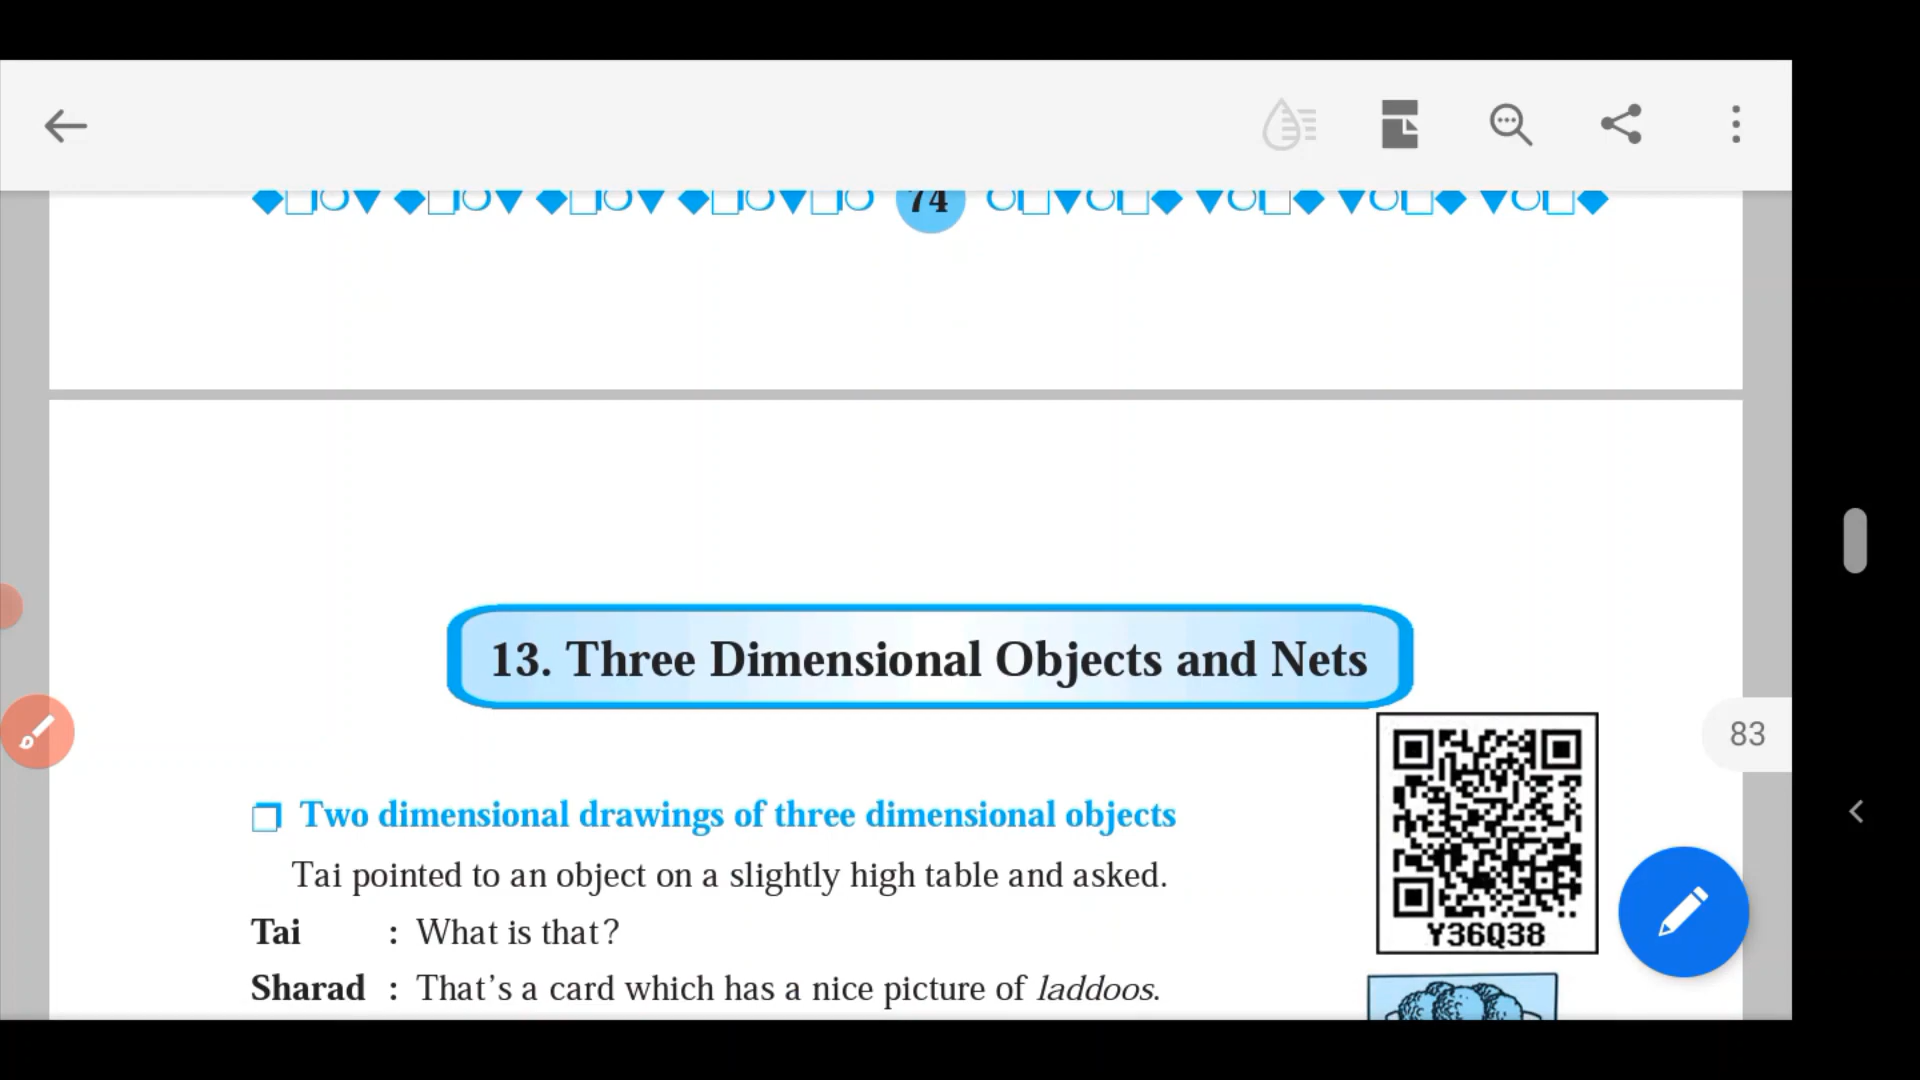 74
13. Three Dimensional Objects and Nets
Two dimensional drawings of three dimensional objects
Tai pointed to an object on a slightly high table and asked.
Tai : What is that?
Sharad : That's a card which has a nice picture of laddoos.
Y36Q38
83